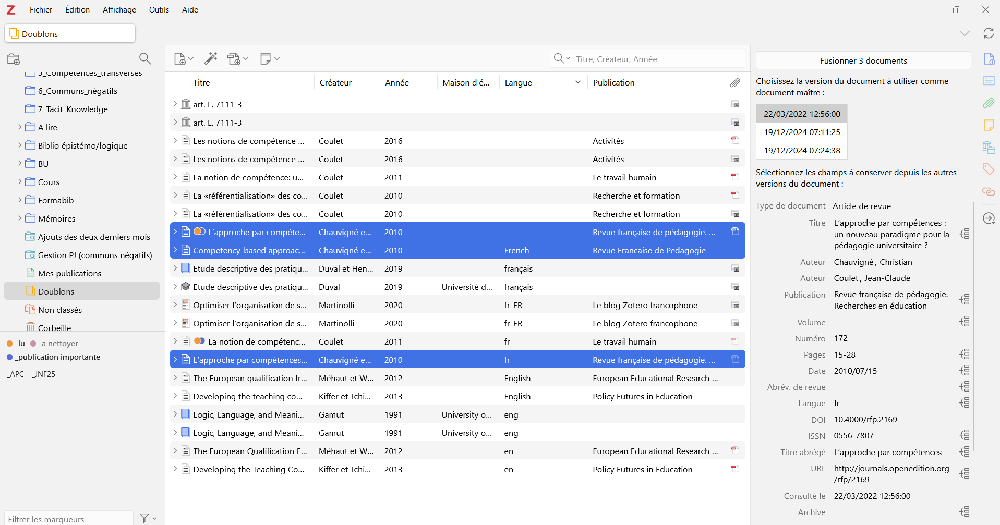 Z Fichier Édition Affichage Outils Aide
Doublons
5_Compétences_transverses
6_Communs_négatifs
7_Tacit_Knowledge
A lire
Biblio épistémo/logique
BU
Cours
Formabib
Mémoires
Ajouts des deux derniers mois
Gestion PJ (communs négatifs)
Mes publications
Doublons
Non classés
Corbeille
_lu _a nettoyer
_publication importante
_APC _JNF25
Filtrer les marqueurs
Titre, Créateur, Année
Titre Créateur Année Maison d'é... Langue Publication
art. L. 7111-3
art. L. 7111-3
Les notions de compétence ... Coulet 2016 Activités
Les notions de compétence ... Coulet 2016 Activités
La notion de compétence: u... Coulet 2011 Le travail humain
La «référentialisation» des co... Coulet 2010 Recherche et formation
La «référentialisation» des co... Coulet 2010 Recherche et formation
L'approche par compéte... Chauvigné e... 2010 Revue française de pédagogie. ...
Competency-based approac... Chauvigné e... 2010 French Revue Francaise de Pedagogie
Etude descriptive des pratiqu... Duval et Hen... 2019 français
Etude descriptive des pratiqu... Duval 2019 Université d... français
Optimiser l'organisation de s... Martinolli 2020 fr-FR Le blog Zotero francophone
Optimiser l'organisation de s... Martinolli 2020 fr-FR Le blog Zotero francophone
La notion de compétenc... Coulet 2011 fr Le travail humain
L'approche par compétences... Chauvigné e... 2010 fr Revue française de pédagogie. ...
The European qualification fr... Méhaut et W... 2012 English European Educational Research ...
Developing the teaching co... Kiffer et Tchi... 2013 English Policy Futures in Education
Logic, Language, and Meani... Gamut 1991 University o... eng
Logic, Language, and Meani... Gamut 1991 University o... eng
The European Qualification F... Méhaut et W... 2012 en European Educational Research ...
Developing the Teaching Co... Kiffer et Tchi... 2013 en Policy Futures in Education
Fusionner 3 documents
Choisissez la version du document à utiliser comme
document maître :
22/03/2022 12:56:00
19/12/2024 07:11:25
19/12/2024 07:24:38
Sélectionnez les champs à conserver depuis les autres
versions du document :
Type de document Article de revue
Titre L'approche par compétences :
un nouveau paradigme pour la
pédagogie universitaire ?
Auteur Chauvigné, Christian
Auteur Coulet, Jean-Claude
Publication Revue française de pédagogie.
Recherches en éducation
Volume
Numéro 172
Pages 15-28
Date 2010/07/15
Abrév. de revue
Langue fr
DOI 10.4000/rfp.2169
ISSN 0556-7807
Titre abrégé L'approche par compétences
URL http://journals.openedition.org
/rfp/2169
Consulté le 22/03/2022 12:56:00
Archive